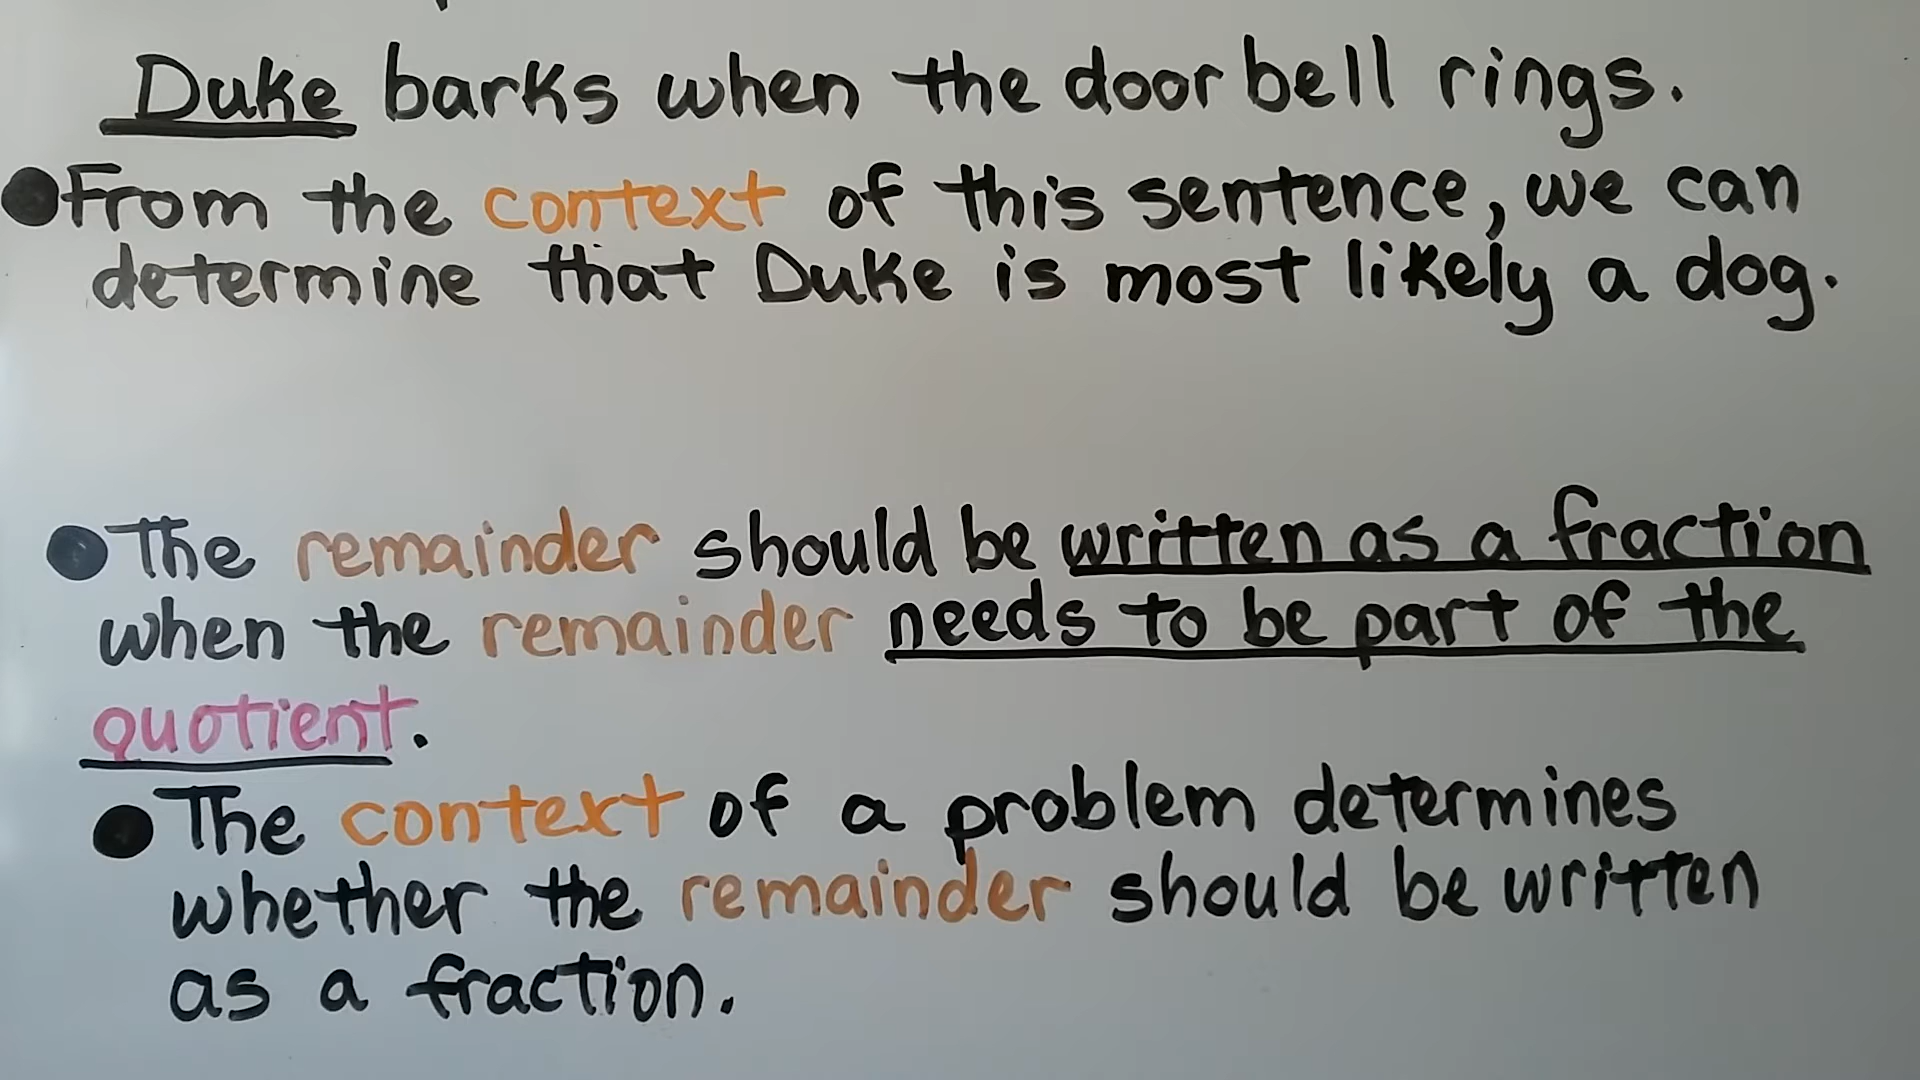 Duke barks when the doorbell rings.
●From the context of this sentence, we can
determine that Duke is most likely a dog.
●The remainder should be written as a fraction
when the remainder needs to be part of the
quotient.
●The context of a problem determines
whether the remainder should be written
as a fraction.